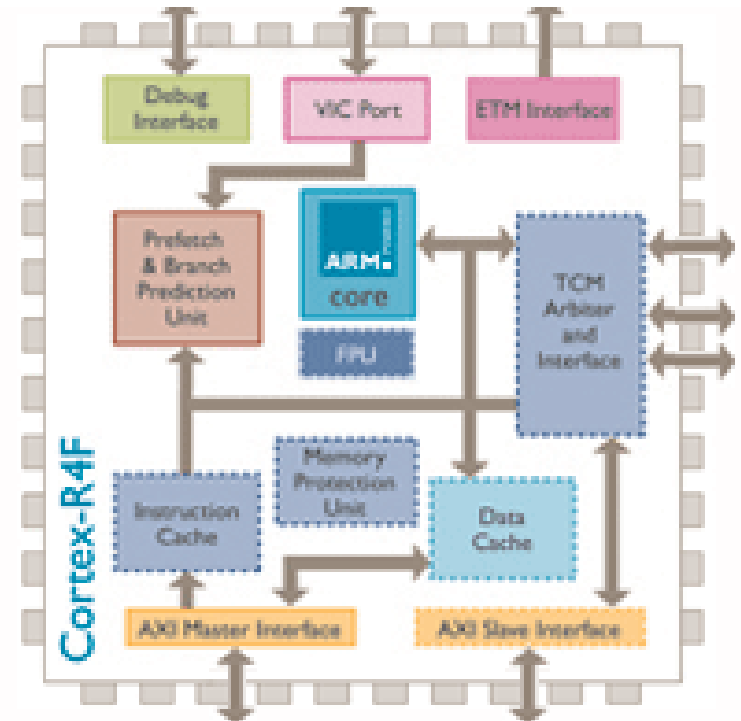 Debug
Interface
VIC Port
ETM Interface
Prefetch
& Branch
Prediction
Unit
ARM
core
FPU
TCM
Arbiter
and
Interface
Memory
Protection
Unit
Instruction
Cache
Data
Cache
AXI Master Interface
AXI Slave Interface
Cortex-R4F